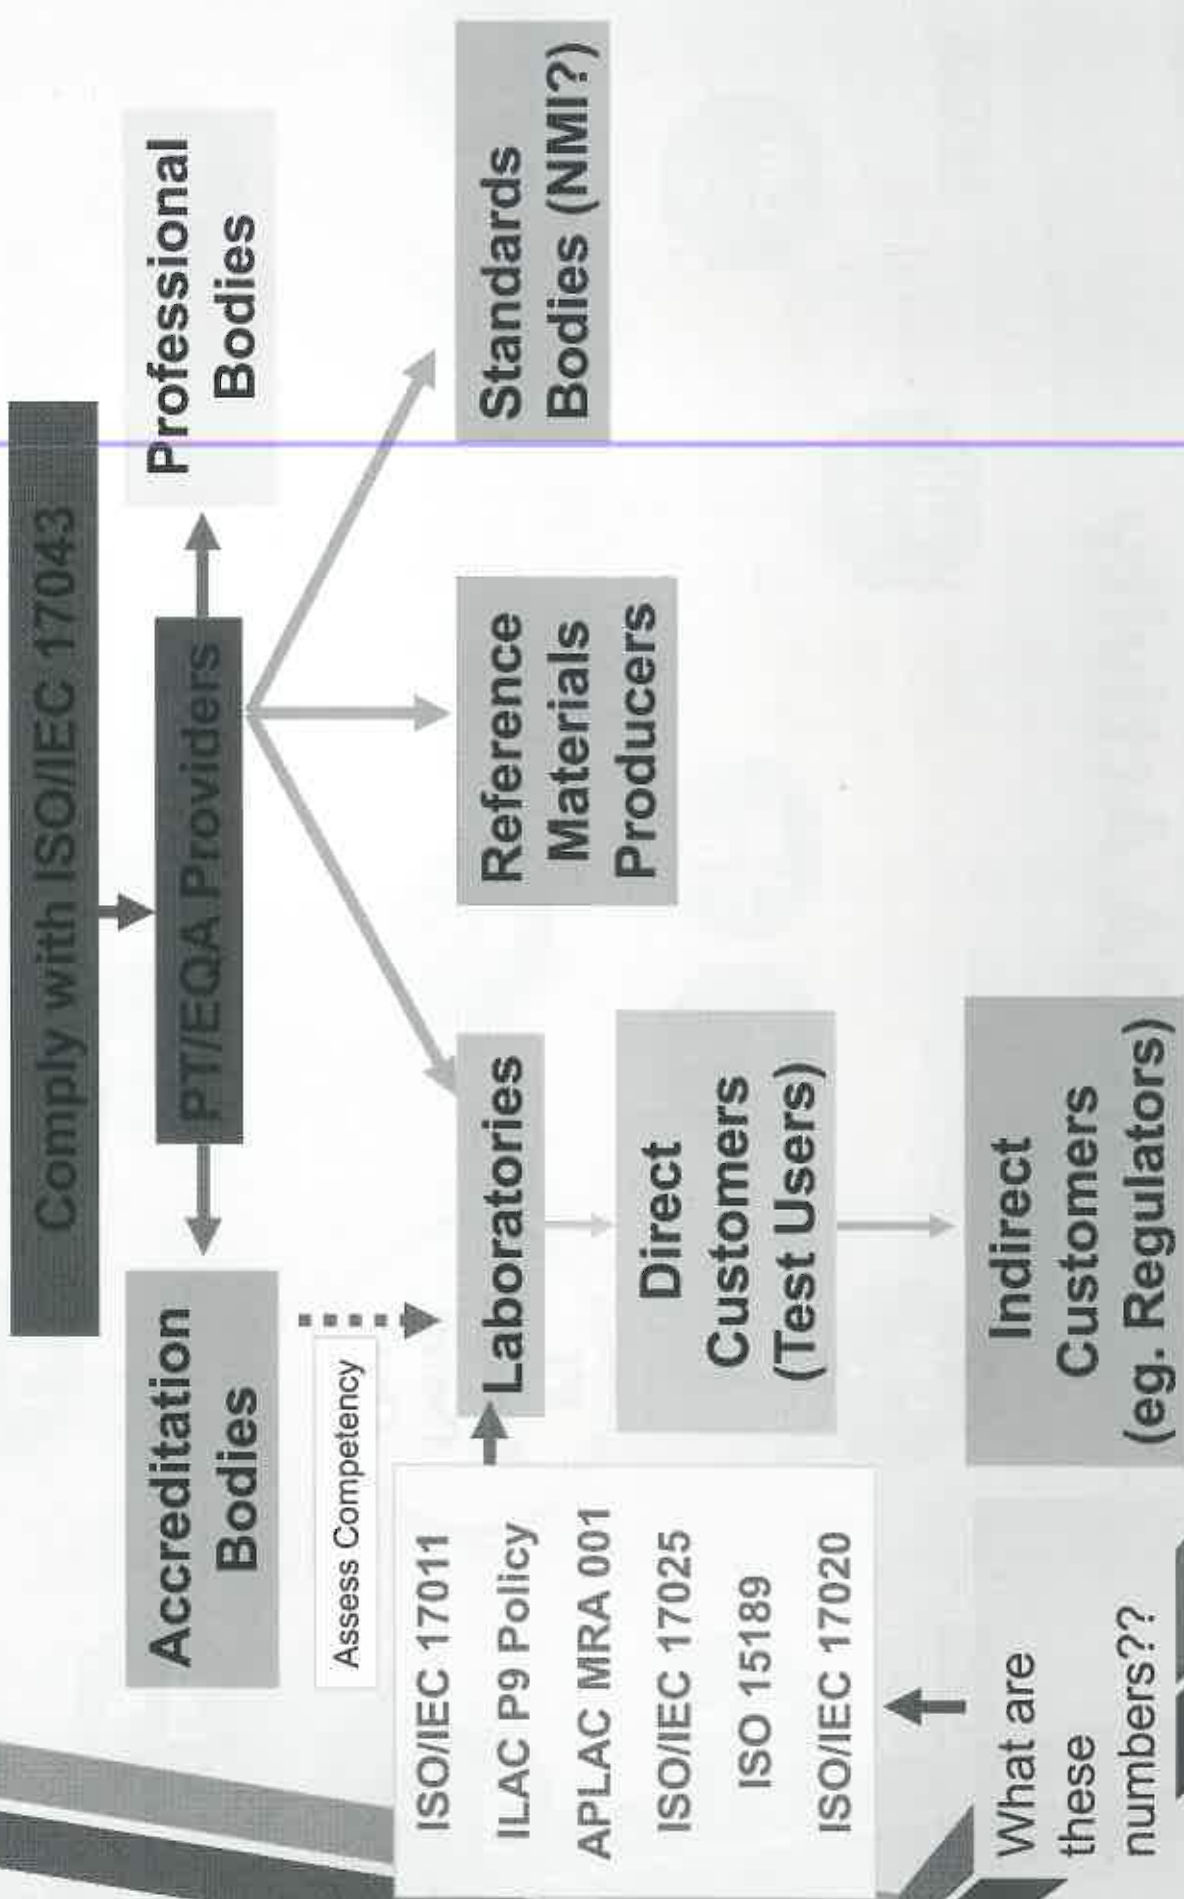 Comply with ISO/IEC 17043
PT/EQA Providers
Accreditation
Bodies
Professional
Bodies
Assess Competency
ISO/IEC 17011
ILAC P9 Policy
APLAC MRA 001
ISO/IEC 17025
ISO 15189
ISO/IEC 17020
Laboratories
Reference
Materials
Producers
Standards
Bodies (NMI?)
Direct
Customers
(Test Users)
Indirect
Customers
(eg. Regulators)
What are
these
numbers??